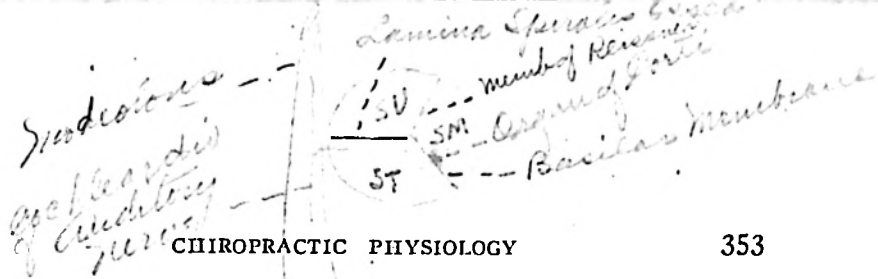 Lamina Spiralis
Modiolus
SV
Memb of Reissner
SM
Organ of Corti
ST
Basilar Membrane
Auditory
Nerve
CHIROPRACTIC PHYSIOLOGY 353